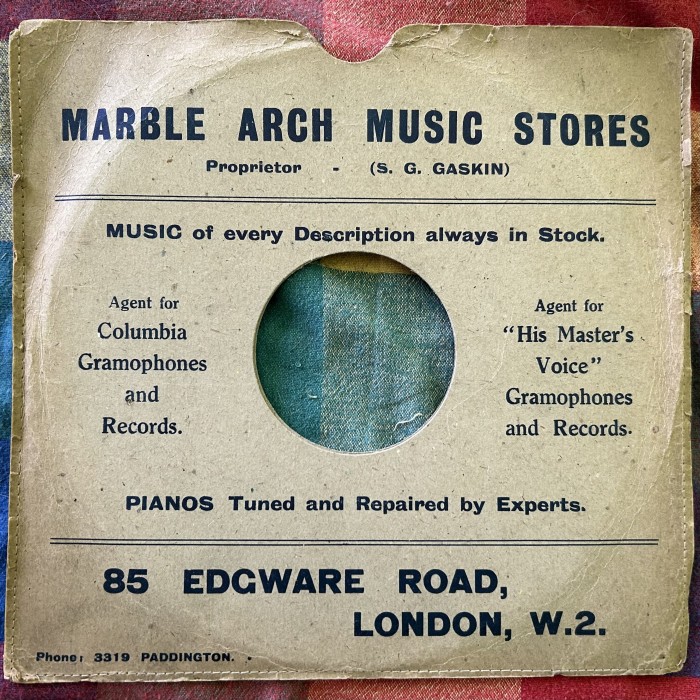 MARBLE ARCH MUSIC STORES
Proprietor - (S. G. GASKIN)
MUSIC of every Description always in Stock.
Agent for
Columbia
Gramophones
and
Records.
Agent for
“His Master's
Voice”
Gramophones
and Records.
PIANOS Tuned and Repaired by Experts.
85 EDGWARE ROAD,
LONDON, W.2.
Phone: 3319 PADDINGTON.